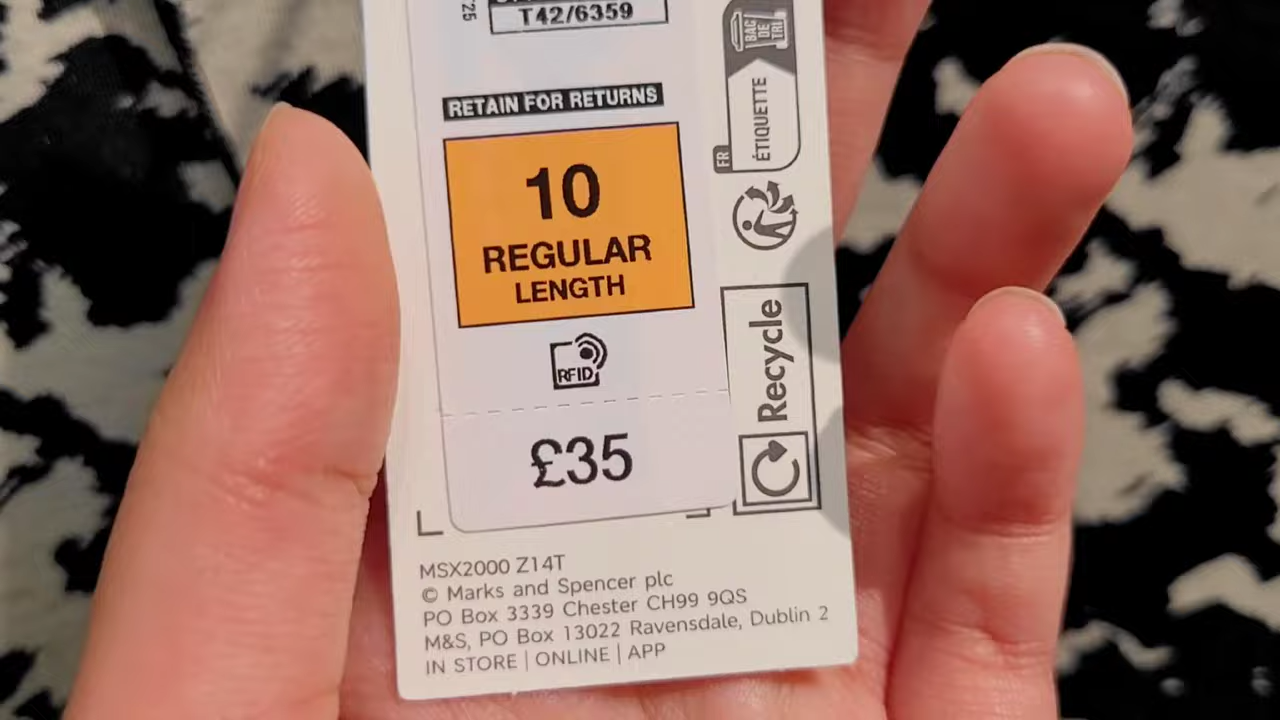 '25
T42/6359
RETAIN FOR RETURNS
10
REGULAR
LENGTH
RFID
£35
BAC
DE
TRI
ÉTIQUETTE
FR
Recycle
MSX2000 Z14T
© Marks and Spencer plc
PO Box 3339 Chester CH99 9QS
M&S, PO Box 13022 Ravensdale, Dublin 2
IN STORE | ONLINE | APP